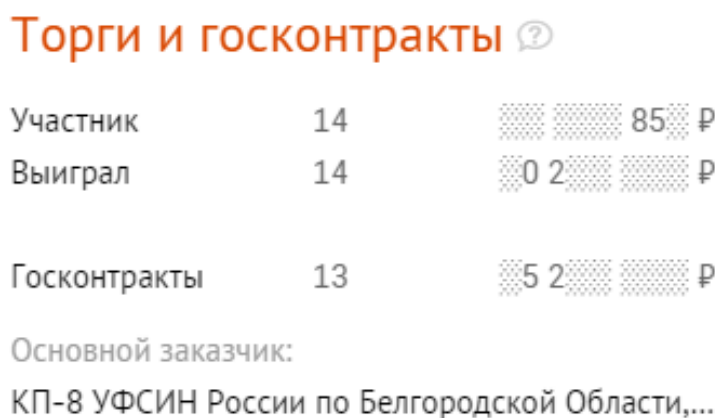 Торги и госконтракты
Участник 14 85 ₽
Выиграл 14 0 2 ₽
Госконтракты 13 5 2 ₽
Основной заказчик:
КП-8 УФСИН России по Белгородской Области,...